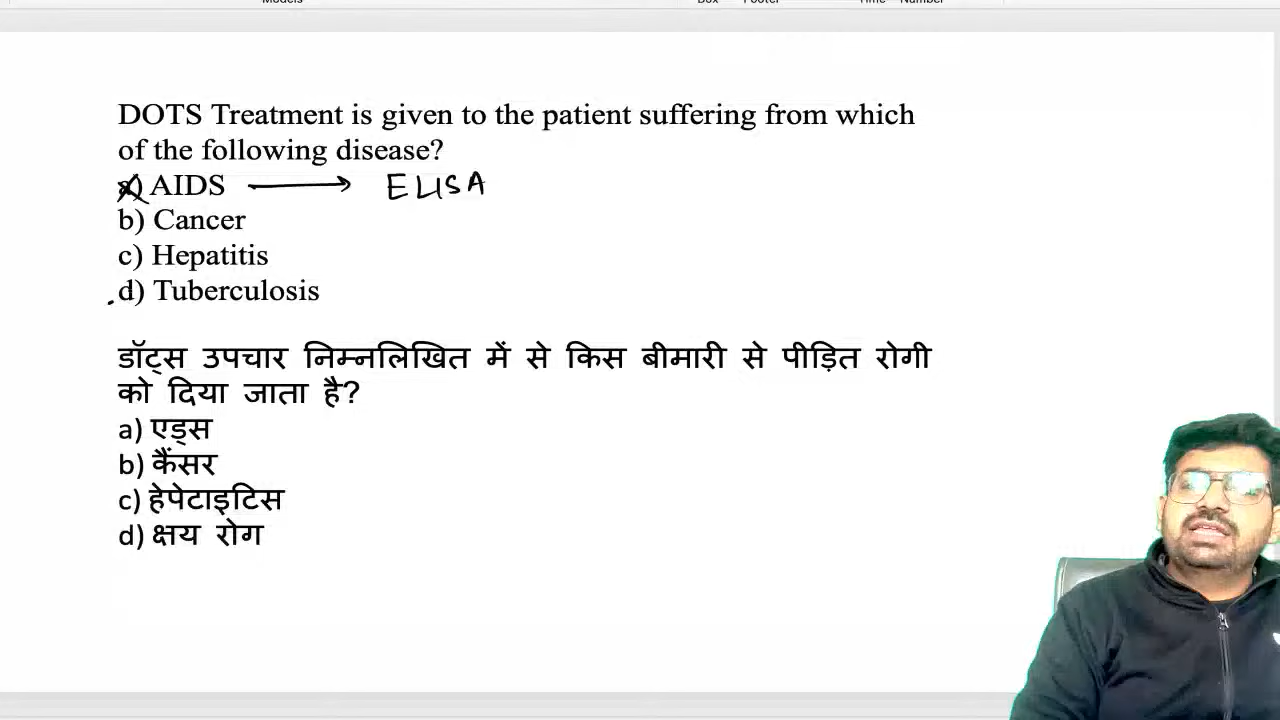 DOTS Treatment is given to the patient suffering from which
of the following disease?
a) AIDS ELISA
b) Cancer
c) Hepatitis
d) Tuberculosis
डॉट्स उपचार निम्नलिखित में से किस बीमारी से पीड़ित रोगी
को दिया जाता है?
a) एड्स
b) कैंसर
c) हेपेटाइटिस
d) क्षय रोग